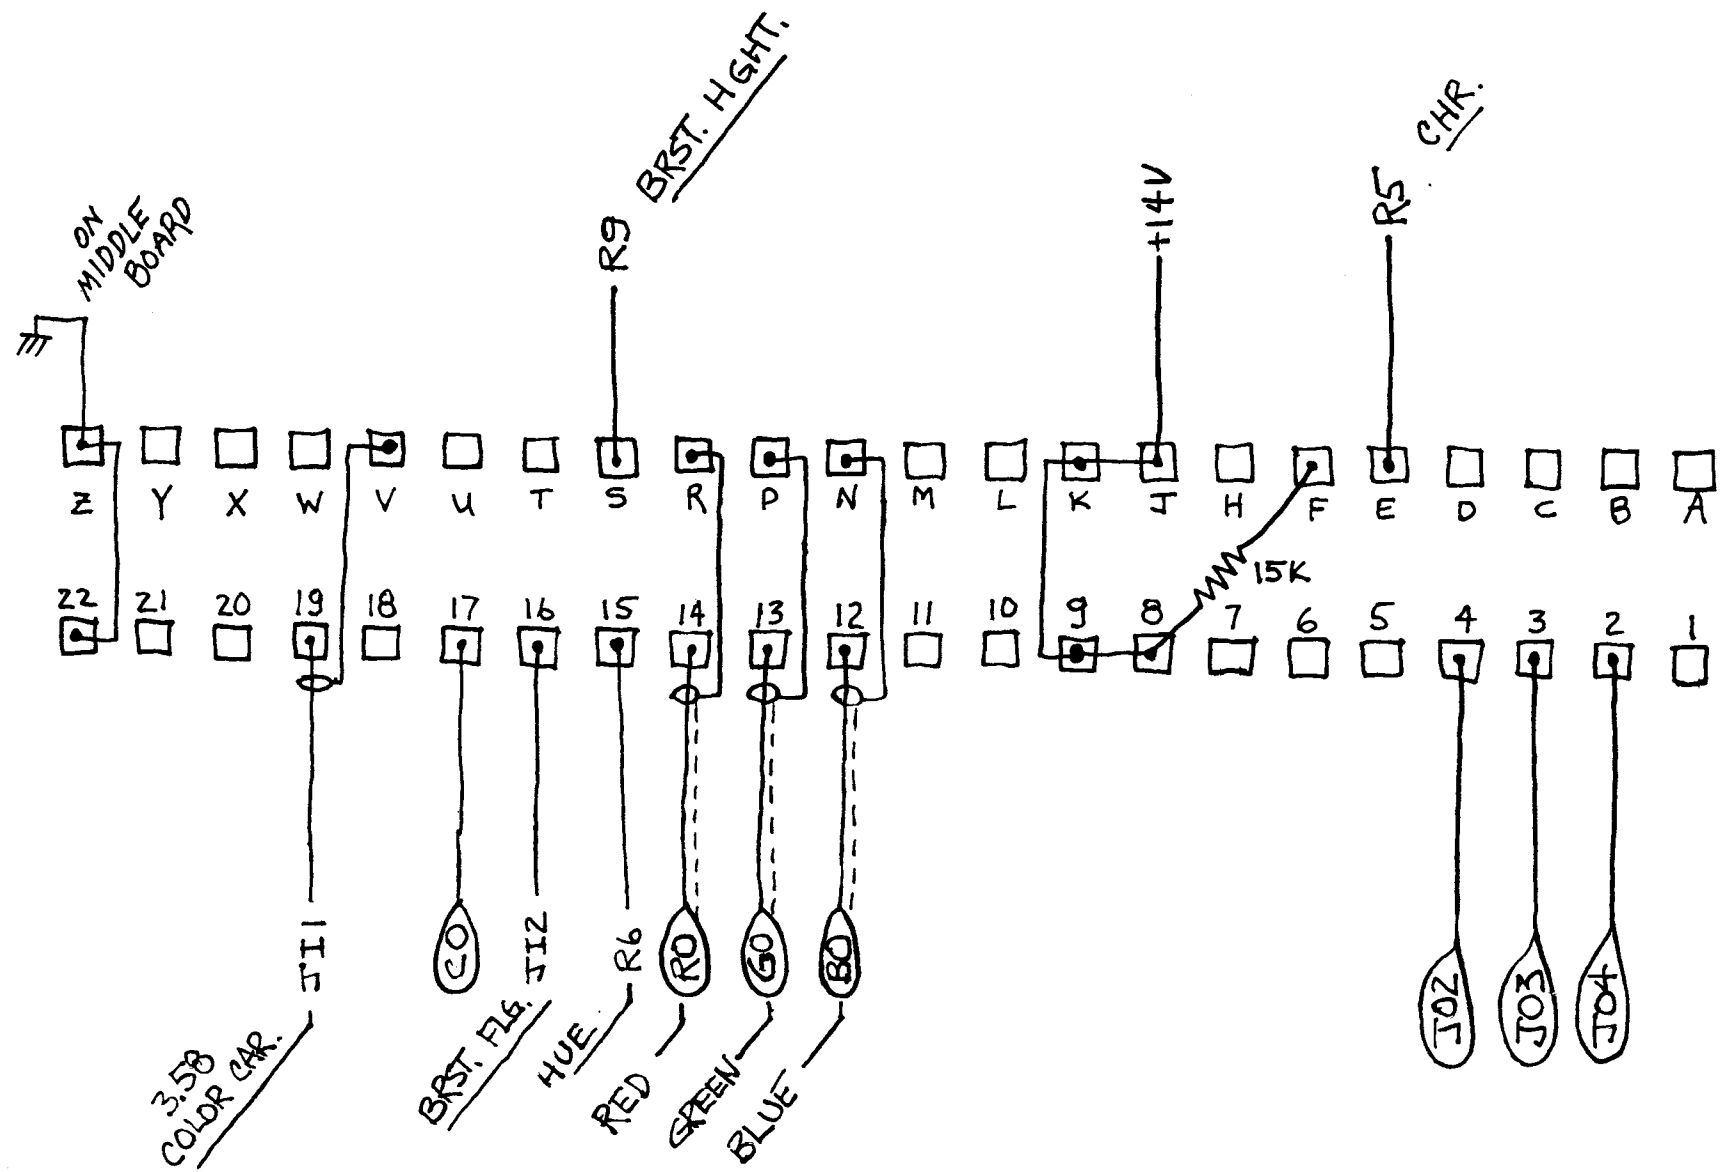 BRST. HGHT.
CHR.
ON
MIDDLE
BOARD
R9
+14V
R5
Z Y X W V U T S R P N M L K J H F E D C B A
15K
22 21 20 19 18 17 16 15 14 13 12 11 10 9 8 7 6 5 4 3 2 1
JI1
CO
JI2
R6
RO
GO
BO
JO2
JO3
JO4
3.58
COLOR CAR.
BRST. FLG.
HUE
RED
GREEN
BLUE